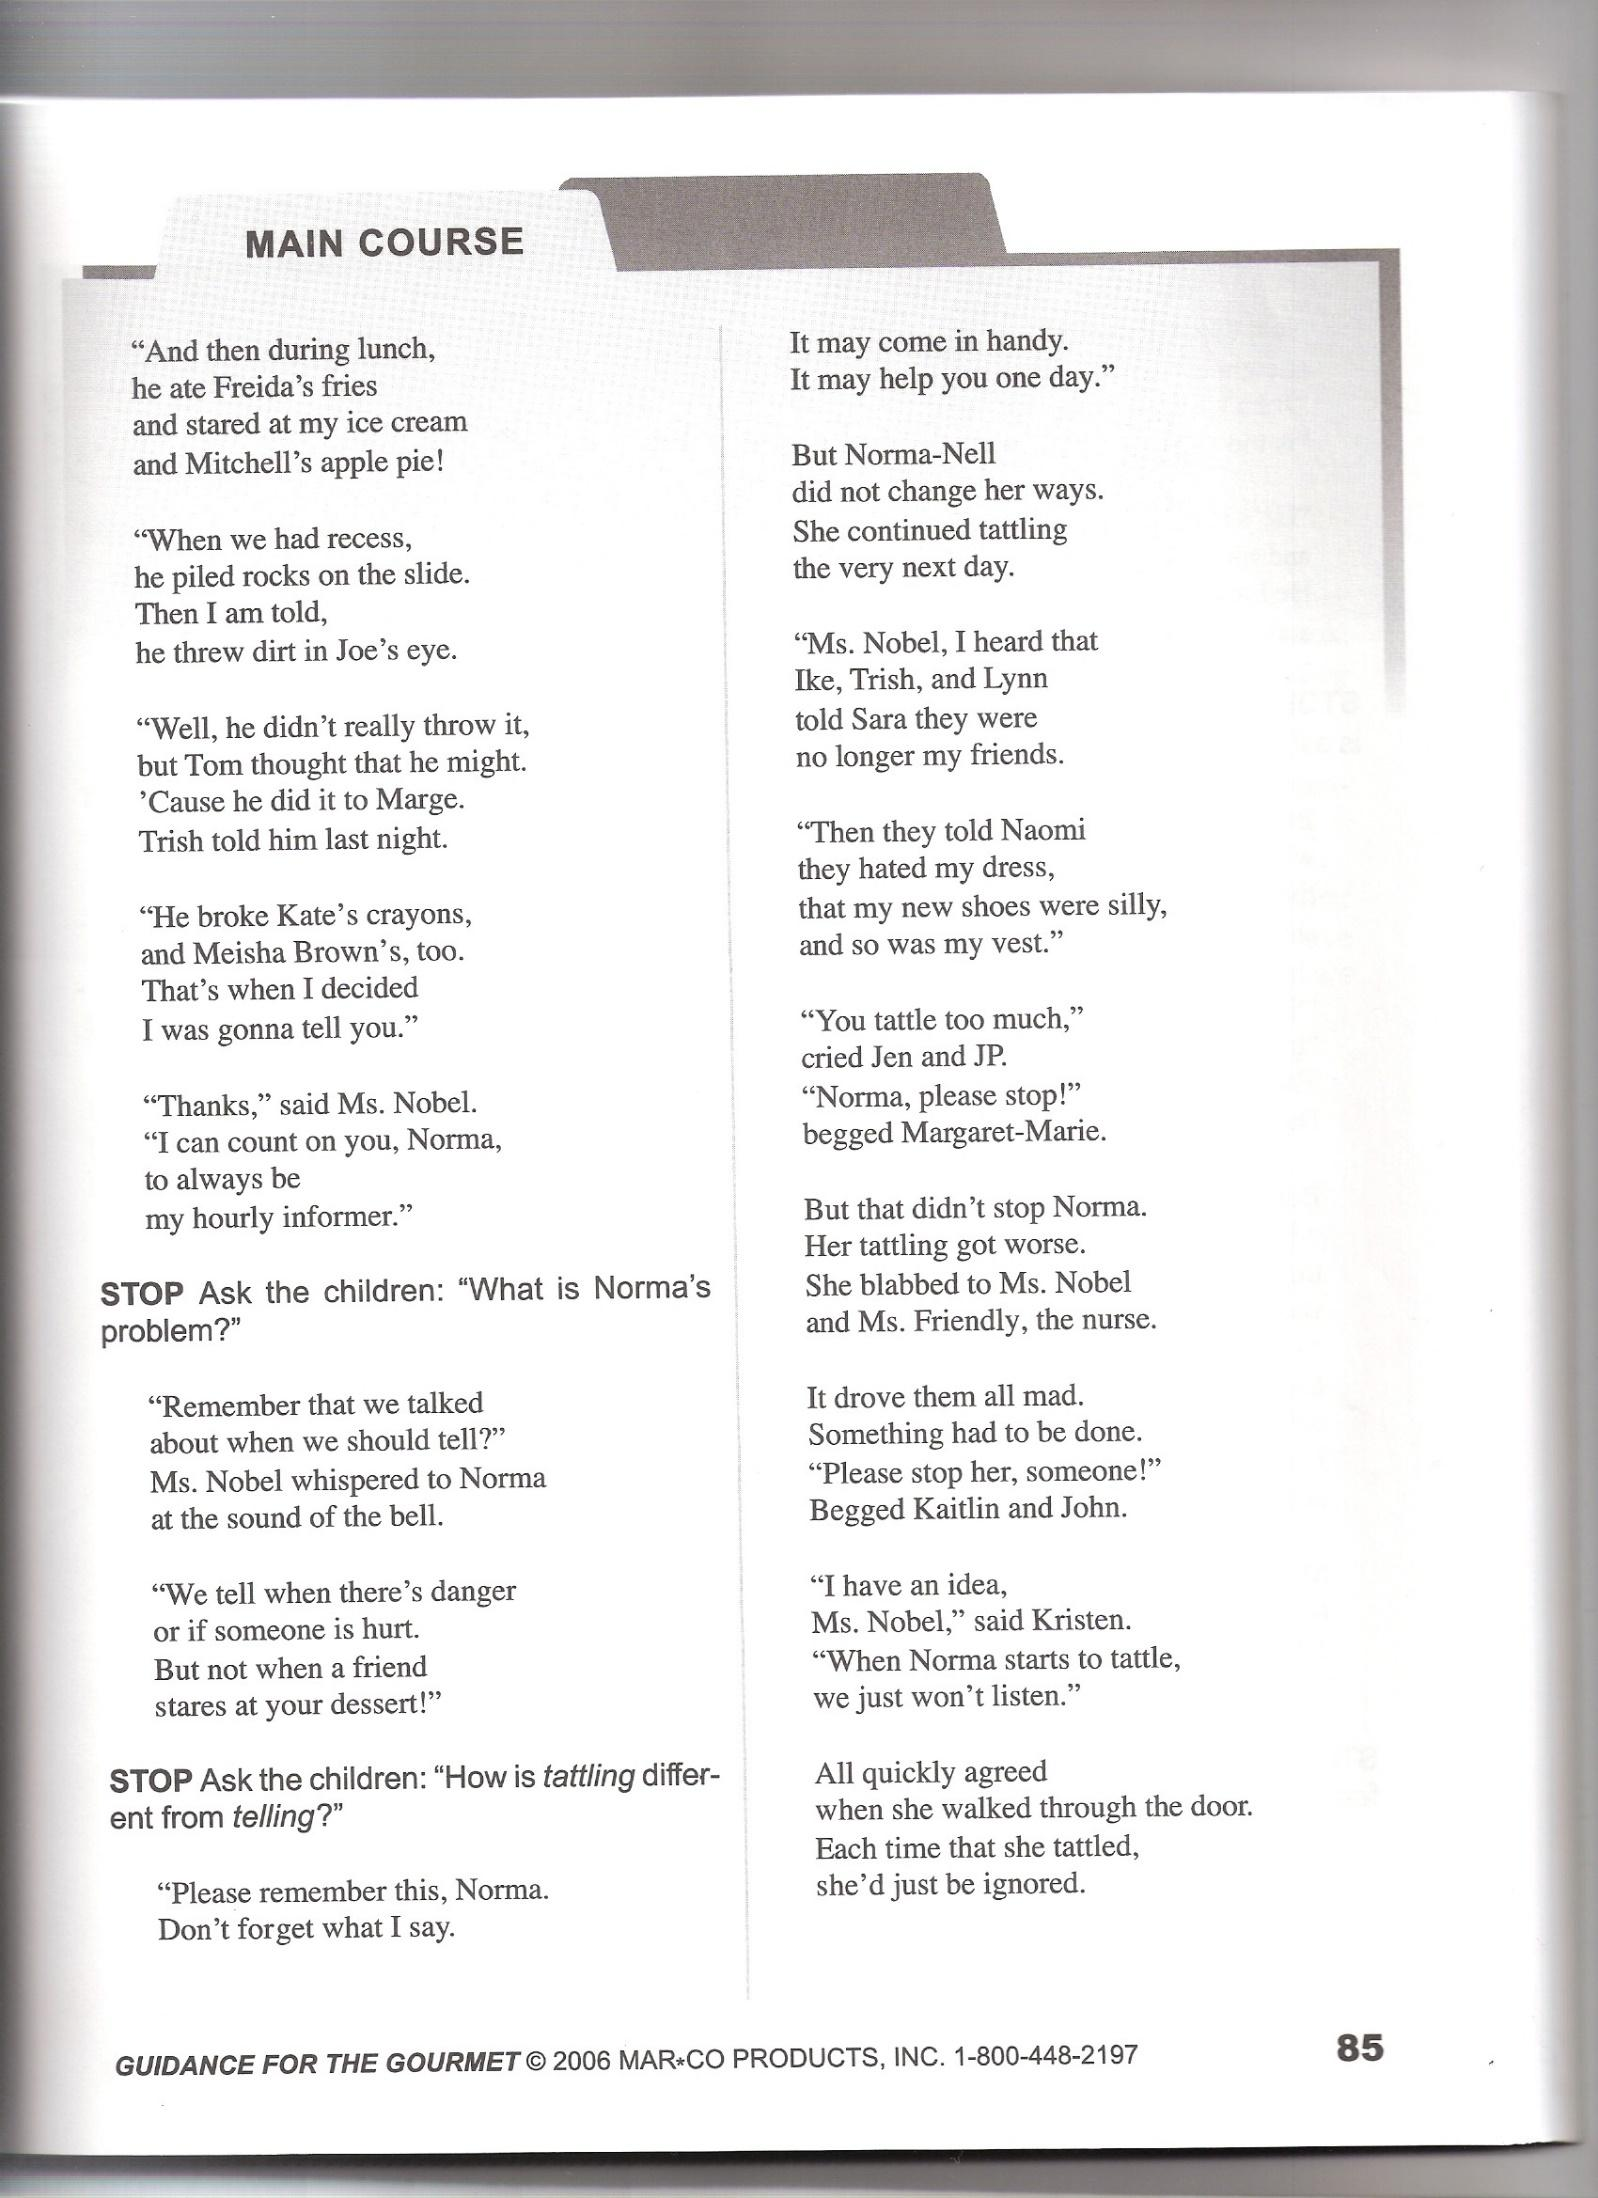 MAIN COURSE
“And then during lunch,
he ate Freida’s fries
and stared at my ice cream
and Mitchell’s apple pie!
“When we had recess,
he piled rocks on the slide.
Then I am told,
he threw dirt in Joe’s eye.
“Well, he didn’t really throw it,
but Tom thought that he might.
’Cause he did it to Marge.
Trish told him last night.
“He broke Kate’s crayons,
and Meisha Brown’s, too.
That’s when I decided
I was gonna tell you.”
“Thanks,” said Ms. Nobel.
“I can count on you, Norma,
to always be
my hourly informer.”
STOP Ask the children: “What is Norma’s
problem?”
“Remember that we talked
about when we should tell?”
Ms. Nobel whispered to Norma
at the sound of the bell.
“We tell when there’s danger
or if someone is hurt.
But not when a friend
stares at your dessert!”
STOP Ask the children: “How is tattling differ-
ent from telling?”
“Please remember this, Norma.
Don’t forget what I say.
It may come in handy.
It may help you one day.”
But Norma-Nell
did not change her ways.
She continued tattling
the very next day.
“Ms. Nobel, I heard that
Ike, Trish, and Lynn
told Sara they were
no longer my friends.
“Then they told Naomi
they hated my dress,
that my new shoes were silly,
and so was my vest.”
“You tattle too much,”
cried Jen and JP.
“Norma, please stop!”
begged Margaret-Marie.
But that didn’t stop Norma.
Her tattling got worse.
She blabbed to Ms. Nobel
and Ms. Friendly, the nurse.
It drove them all mad.
Something had to be done.
“Please stop her, someone!”
Begged Kaitlin and John.
“I have an idea,
Ms. Nobel,” said Kristen.
“When Norma starts to tattle,
we just won’t listen.”
All quickly agreed
when she walked through the door.
Each time that she tattled,
she’d just be ignored.
GUIDANCE FOR THE GOURMET © 2006 MAR*CO PRODUCTS, INC. 1-800-448-2197
85